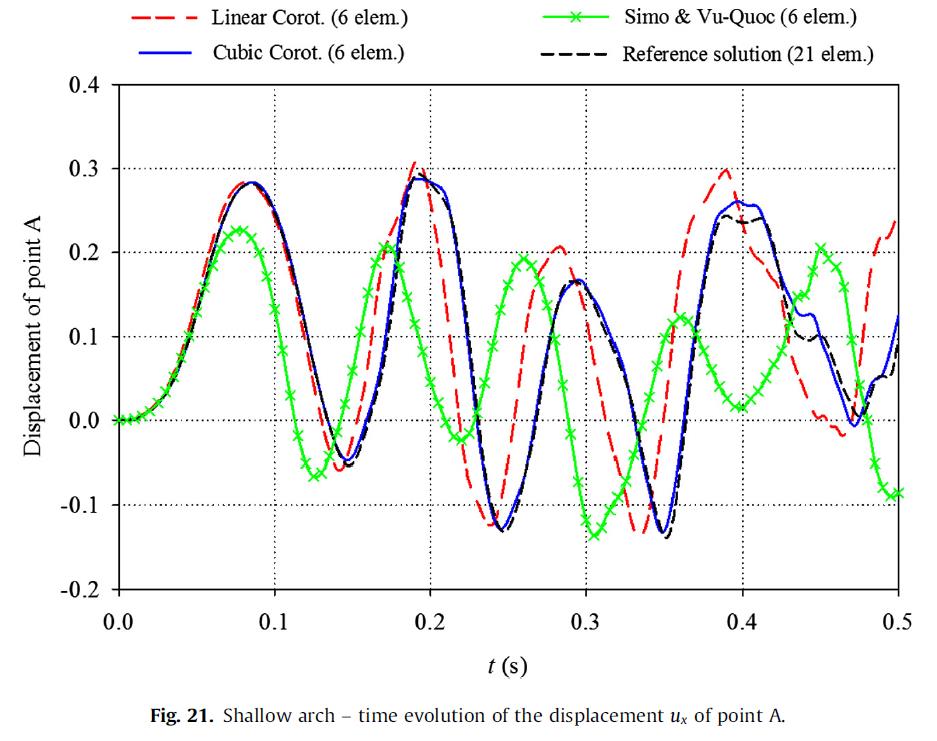 Linear Corot. (6 elem.)
Simo & Vu-Quoc (6 elem.)
Cubic Corot. (6 elem.)
Reference solution (21 elem.)
0.4
0.3
0.2
0.1
0.0
-0.1
-0.2
Displacement of point A
0.0 0.1 0.2 0.3 0.4 0.5
t (s)
Fig. 21. Shallow arch – time evolution of the displacement uₓ of point A.